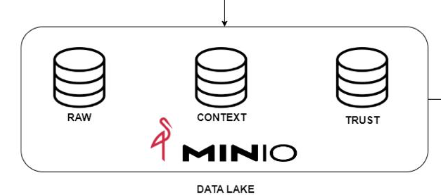 RAW
CONTEXT
TRUST
MINIO
DATA LAKE